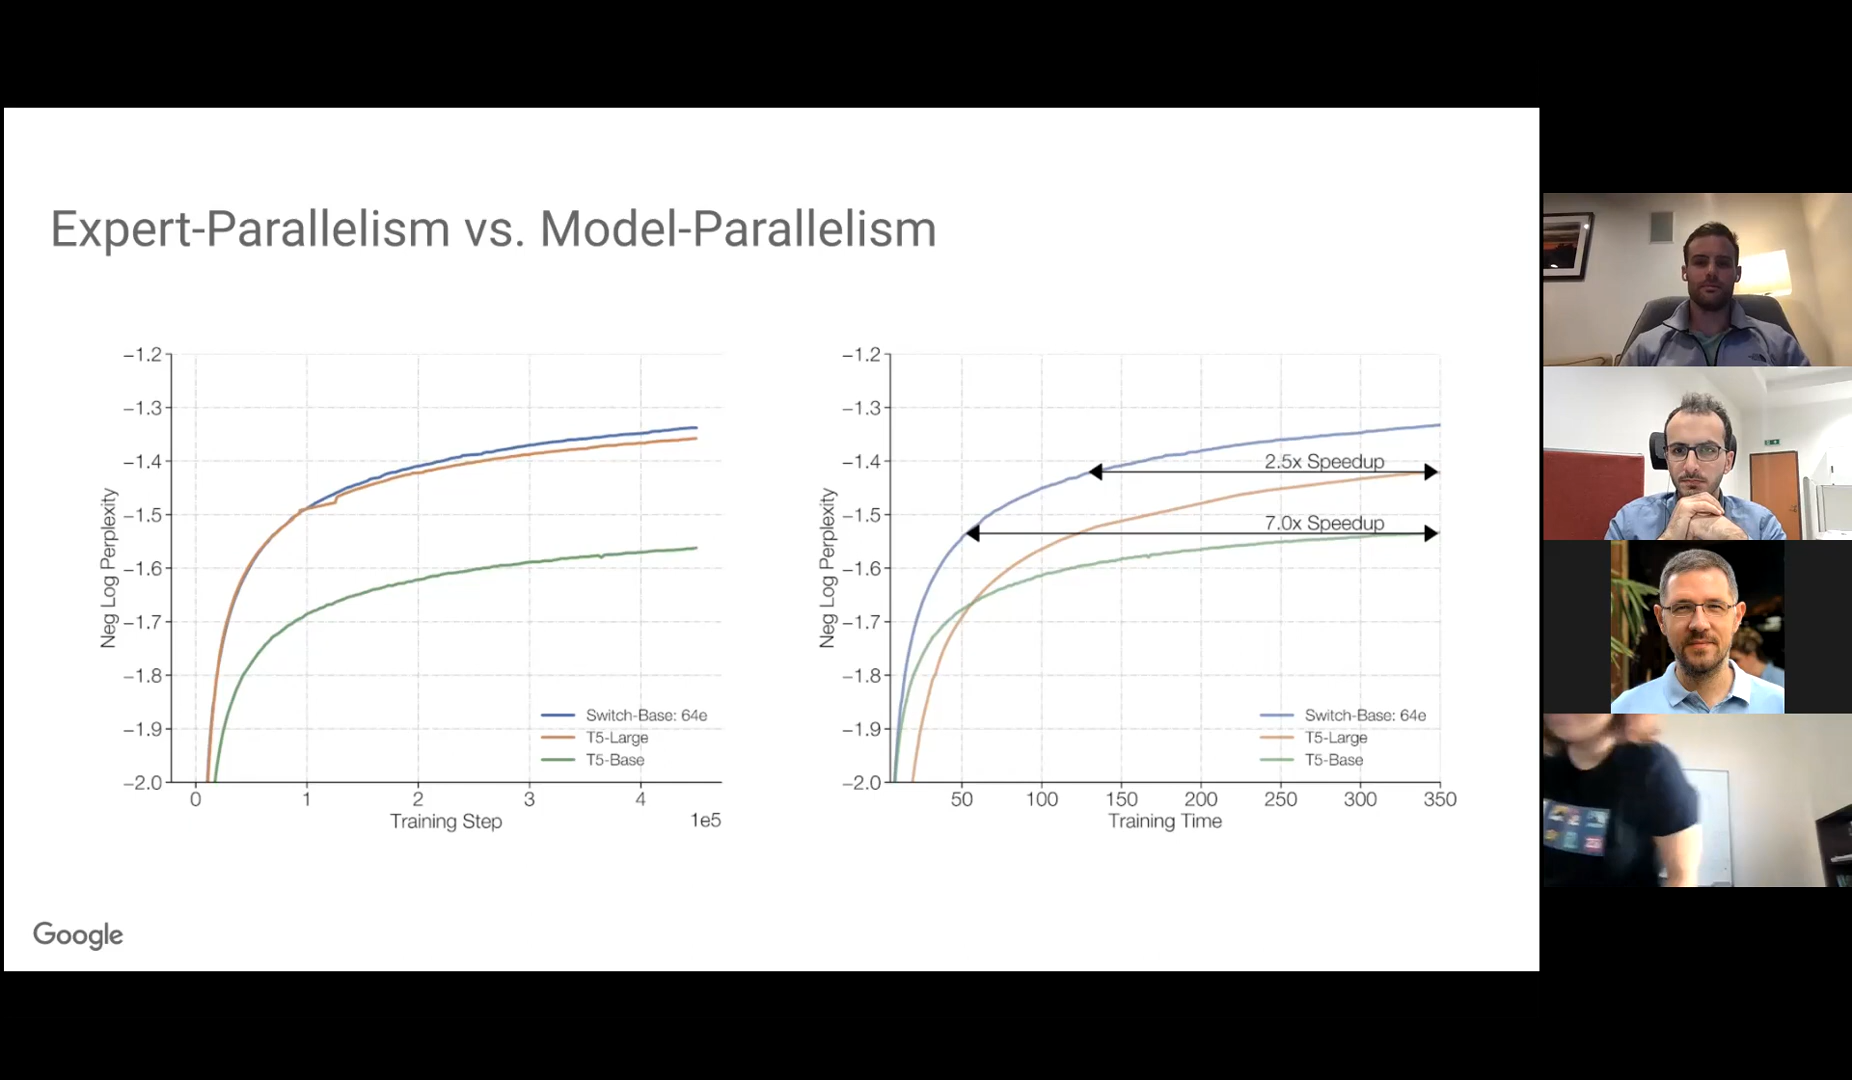 Expert-Parallelism vs. Model-Parallelism
−1.2
−1.3
−1.4
−1.5
−1.6
−1.7
−1.8
−1.9
−2.0
Neg Log Perplexity
Switch-Base: 64e
T5-Large
T5-Base
0 1 2 3 4
1e5
Training Step
−1.2
−1.3
−1.4
−1.5
−1.6
−1.7
−1.8
−1.9
−2.0
Neg Log Perplexity
2.5x Speedup
7.0x Speedup
Switch-Base: 64e
T5-Large
T5-Base
50 100 150 200 250 300 350
Training Time
Google